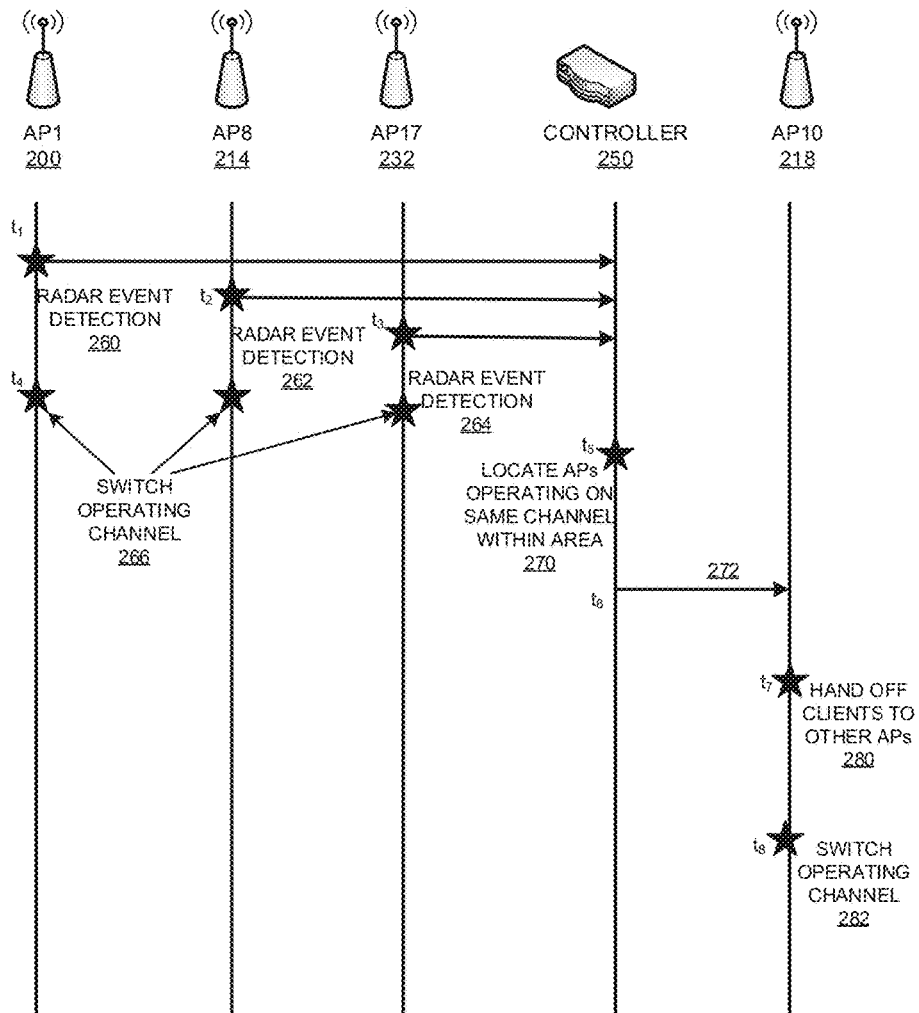 AP1
200
AP8
214
AP17
232
CONTROLLER
250
AP10
218
t1
RADAR EVENT
DETECTION
260
t2
RADAR EVENT
DETECTION
262
t3
RADAR EVENT
DETECTION
264
t4
SWITCH
OPERATING
CHANNEL
266
t5
LOCATE APs
OPERATING ON
SAME CHANNEL
WITHIN AREA
270
t6
272
t7
HAND OFF
CLIENTS TO
OTHER APs
280
t8
SWITCH
OPERATING
CHANNEL
282